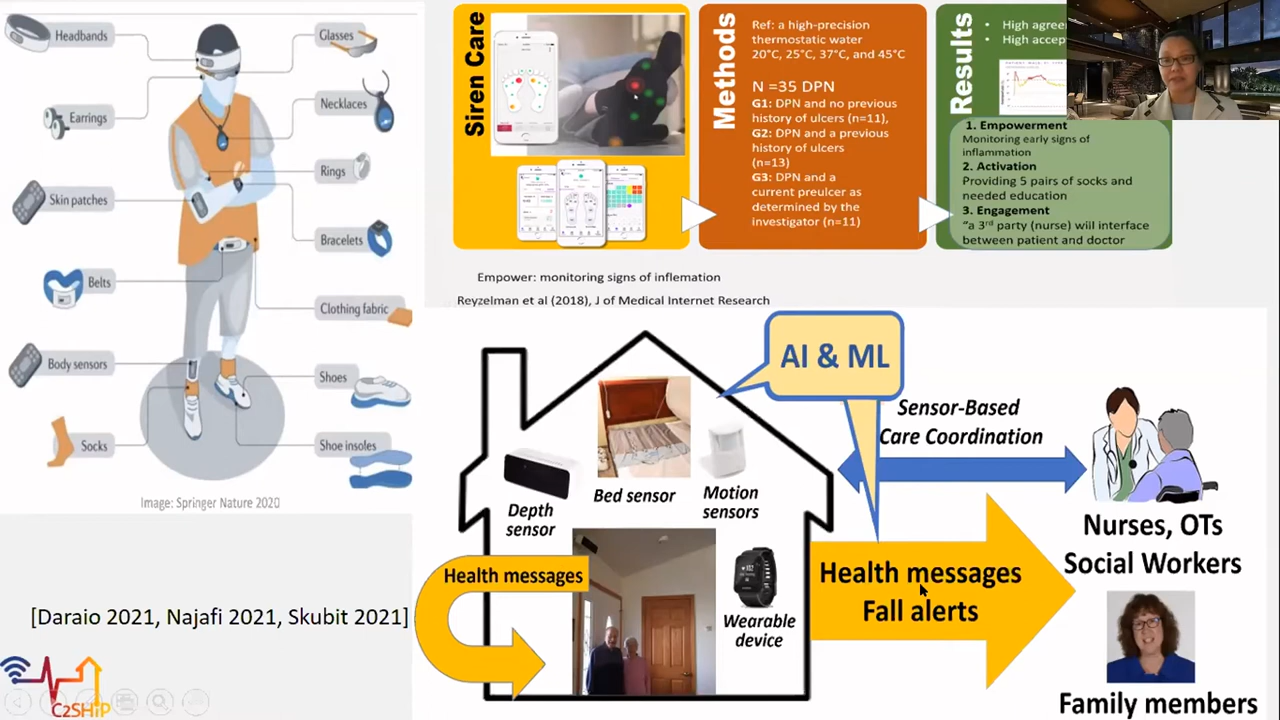 Headbands
Glasses
Earrings
Necklaces
Skin patches
Rings
Bracelets
Belts
Clothing fabric
Body sensors
Shoes
Socks
Shoe insoles
Image: Springer Nature 2020
[Daraio 2021, Najafi 2021, Skubit 2021]
C2SHIP
Siren Care
Methods
Ref: a high-precision
thermostatic water
20°C, 25°C, 37°C, and 45°C
N =35 DPN
G1: DPN and no previous
history of ulcers (n=11),
G2: DPN and a previous
history of ulcers
(n=13)
G3: DPN and a
current preulcer as
determined by the
investigator (n=11)
Results
• High agree
• High accep
1. Empowerment
Monitoring early signs of
inflammation
2. Activation
Providing 5 pairs of socks and
needed education
3. Engagement
"a 3rd party (nurse) will interface
between patient and doctor
Empower: monitoring signs of inflemation
Reyzelman et al (2018), J of Medical Internet Research
AI & ML
Sensor-Based
Care Coordination
Depth
sensor
Bed sensor
Motion
sensors
Health messages
Wearable
device
Health messages
Fall alerts
Nurses, OTs
Social Workers
Family members